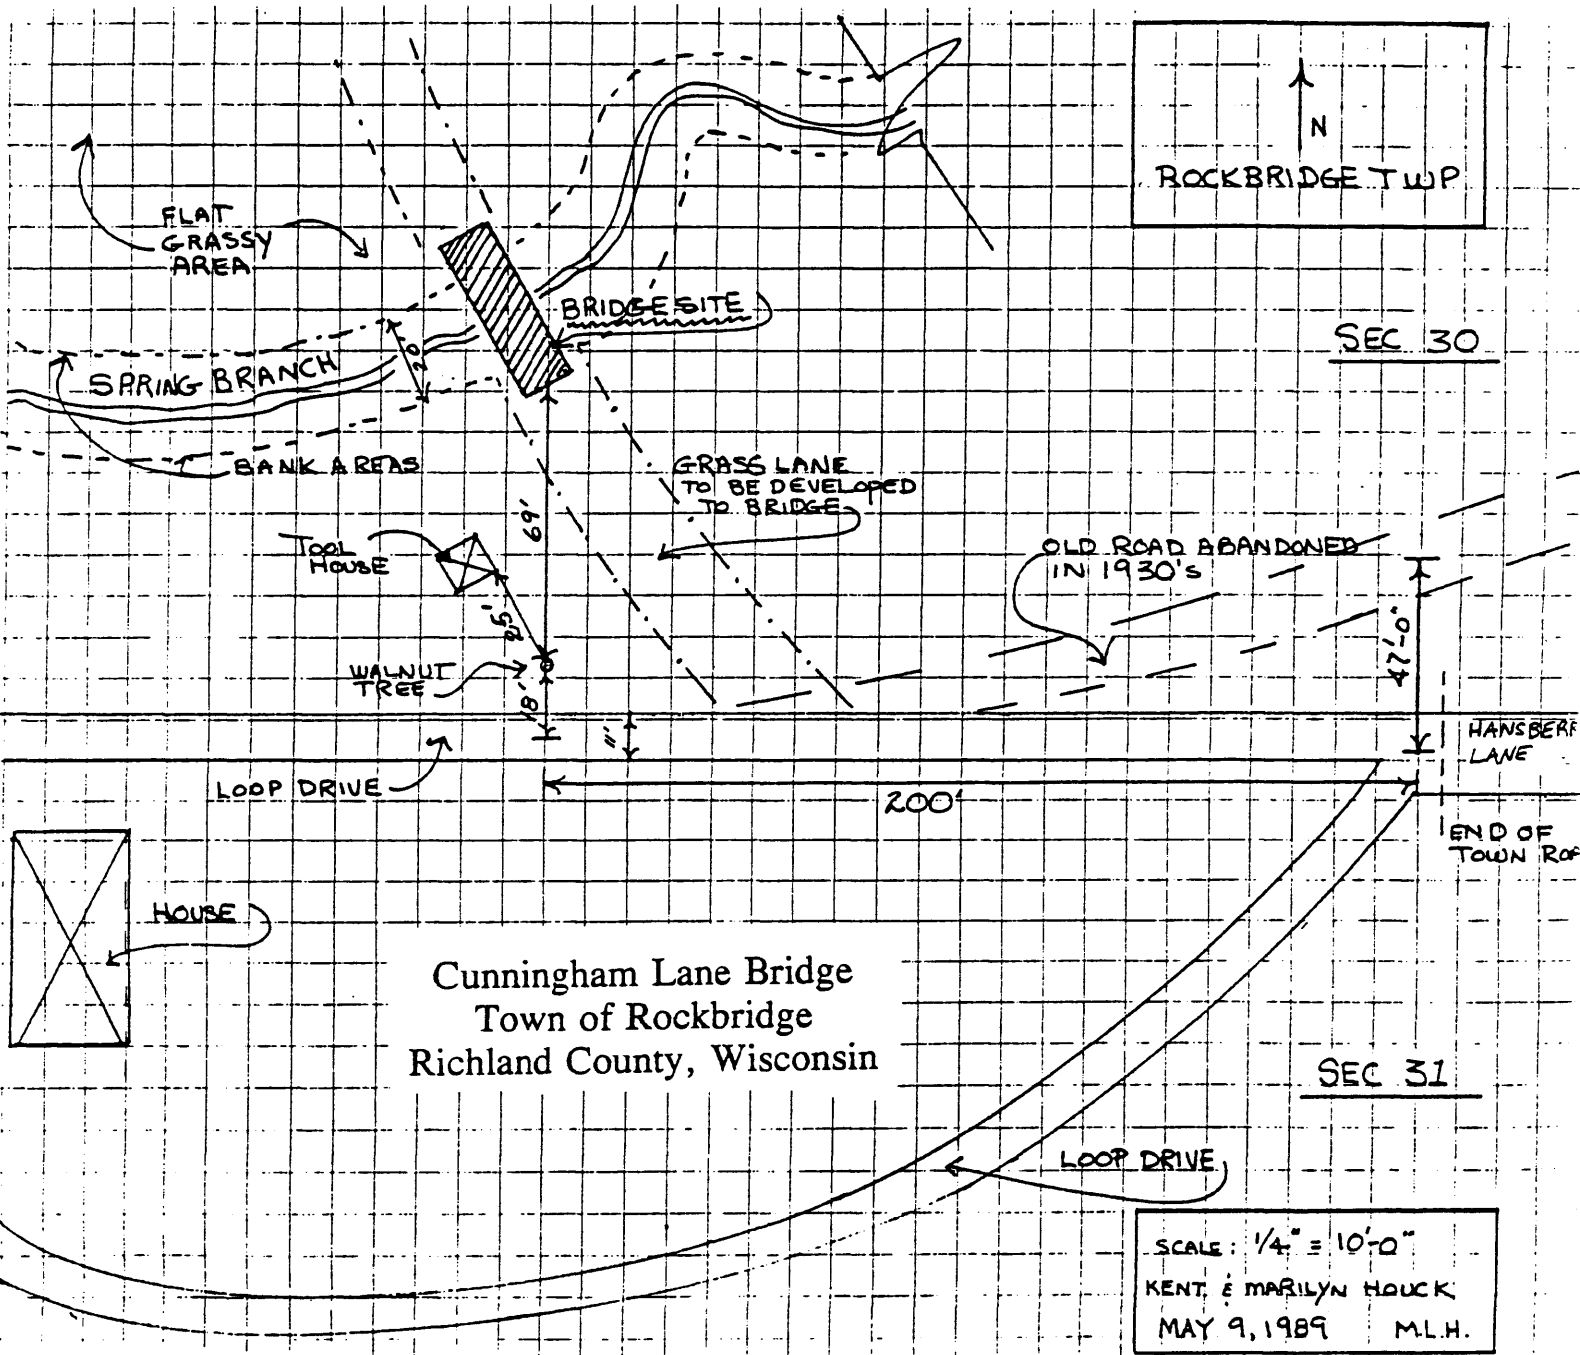 N
ROCKBRIDGE TWP
FLAT
GRASSY
AREA
BRIDGE SITE
SEC 30
20'
SPRING BRANCH
BANK AREAS
GRASS LANE
TO BE DEVELOPED
TO BRIDGE
69'
TOOL
HOUSE
OLD ROAD ABANDONED
IN 1930's
25'
WALNUT
TREE
18'
11'
47'-0"
HANSBER
LANE
LOOP DRIVE
200'
END OF
TOWN ROA
HOUSE
Cunningham Lane Bridge
Town of Rockbridge
Richland County, Wisconsin
SEC 31
LOOP DRIVE
SCALE: 1/4" = 10'-0"
KENT & MARILYN HOUCK
MAY 9, 1989 M.L.H.